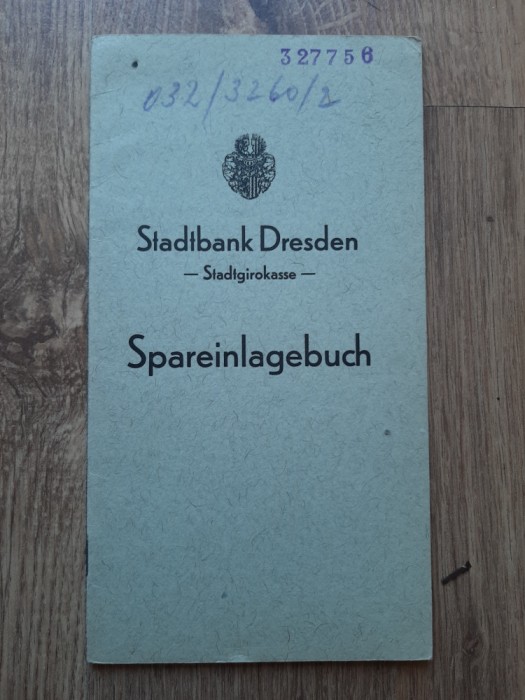 327756
032/3260/2
Stadtbank Dresden
— Stadtgirokasse —
Spareinlagebuch